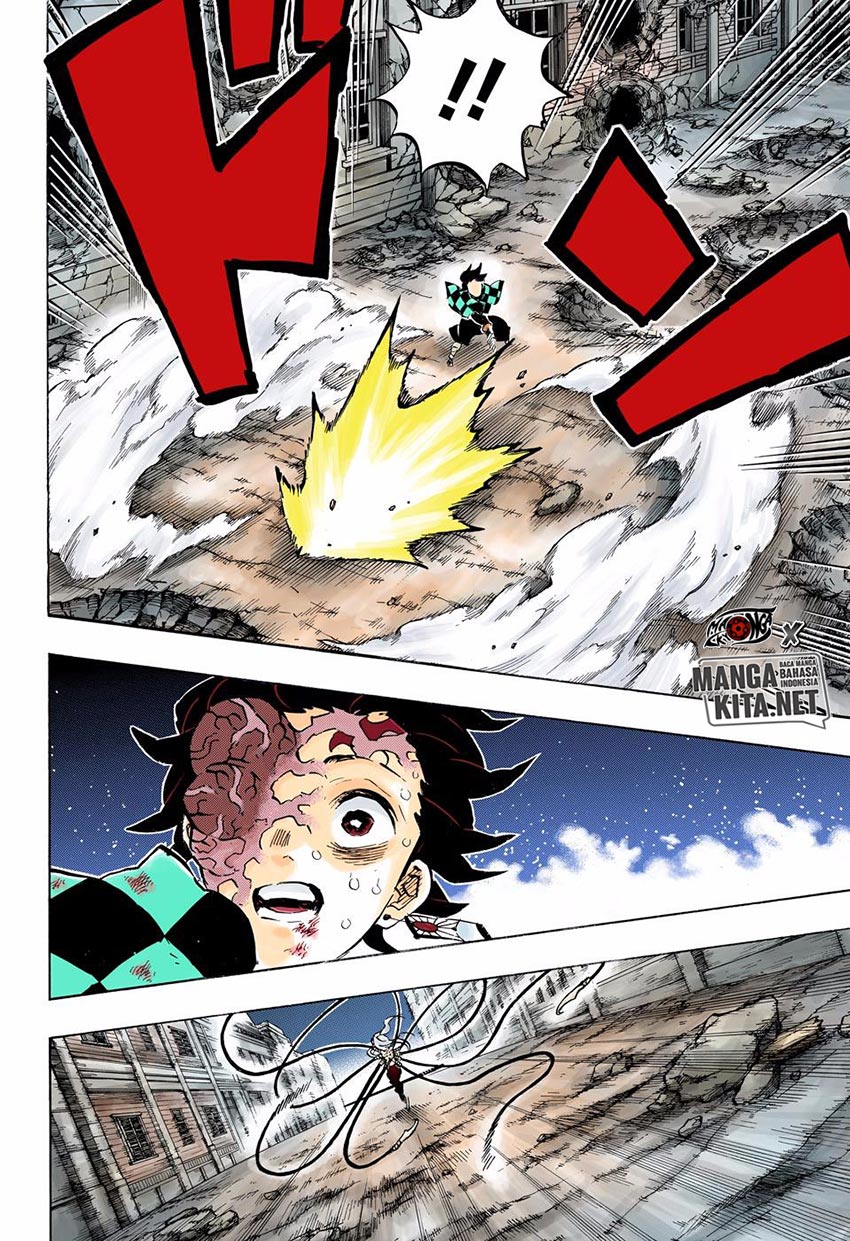 ドン
!!
MANGA
KITA.NET
BACA MANGA
BAHASA
INDONESIA
X